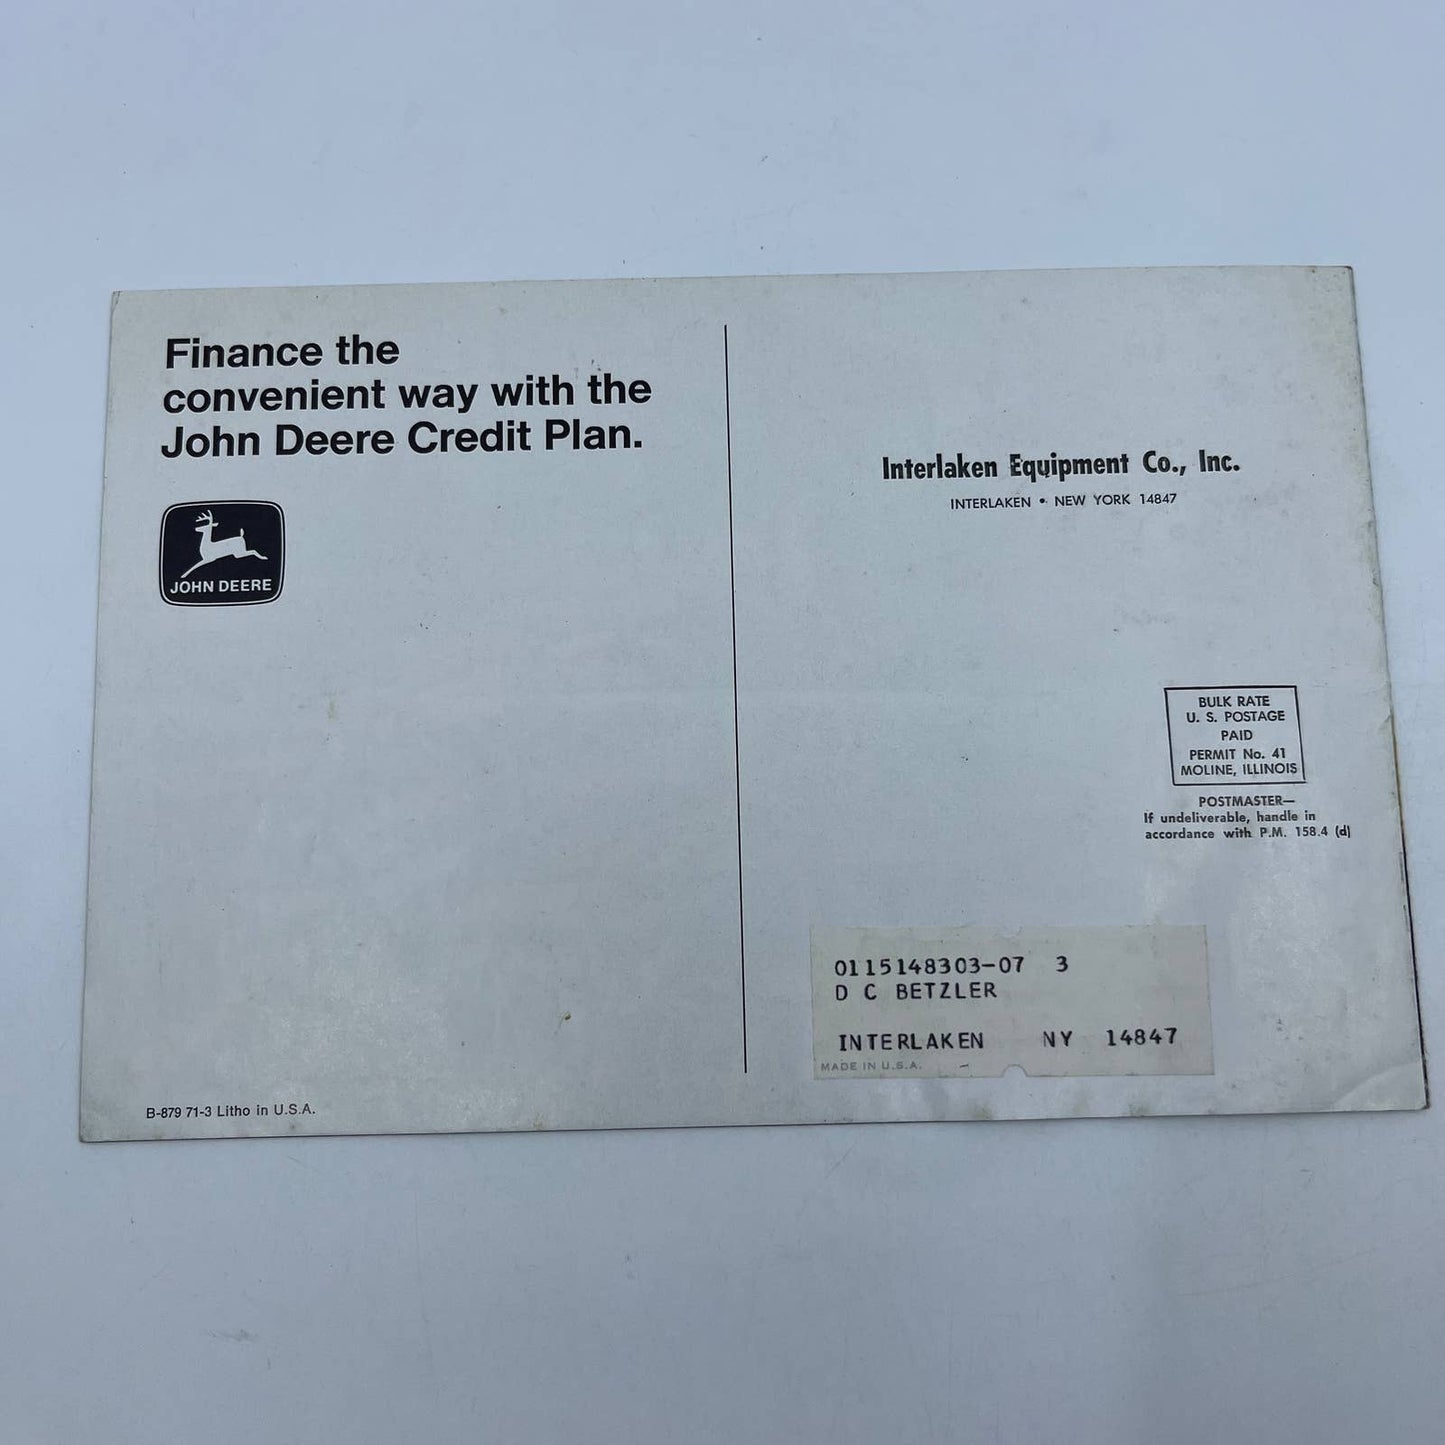 Finance the
convenient way with the
John Deere Credit Plan.
JOHN DEERE
B-879 71-3 Litho in U.S.A.
Interlaken Equipment Co., Inc.
INTERLAKEN • NEW YORK 14847
BULK RATE
U. S. POSTAGE
PAID
PERMIT No. 41
MOLINE, ILLINOIS
POSTMASTER—
If undeliverable, handle in
accordance with P.M. 158.4 (d)
0115148303-07 3
D C BETZLER
INTERLAKEN NY 14847
MADE IN U.S.A.